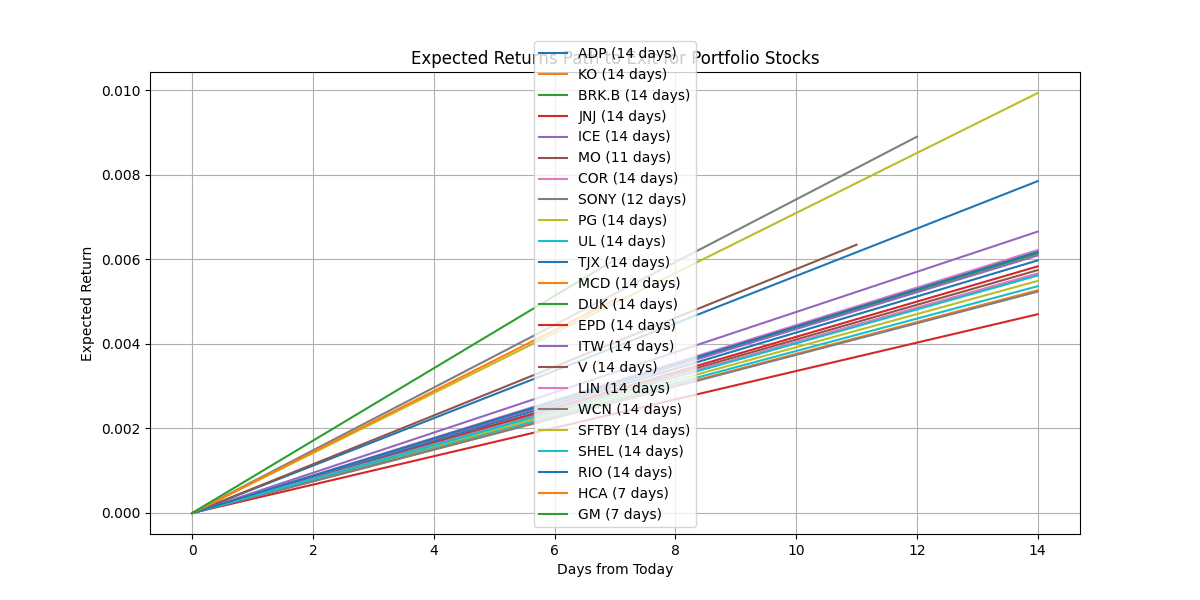 Expected Returns Path to Exit for Portfolio Stocks
ADP (14 days)
KO (14 days)
BRK.B (14 days)
JNJ (14 days)
ICE (14 days)
MO (11 days)
COR (14 days)
SONY (12 days)
PG (14 days)
UL (14 days)
TJX (14 days)
MCD (14 days)
DUK (14 days)
EPD (14 days)
ITW (14 days)
V (14 days)
LIN (14 days)
WCN (14 days)
SFTBY (14 days)
SHEL (14 days)
RIO (14 days)
HCA (7 days)
GM (7 days)
Expected Return
0.010
0.008
0.006
0.004
0.002
0.000
0 2 4 6 8 10 12 14
Days from Today